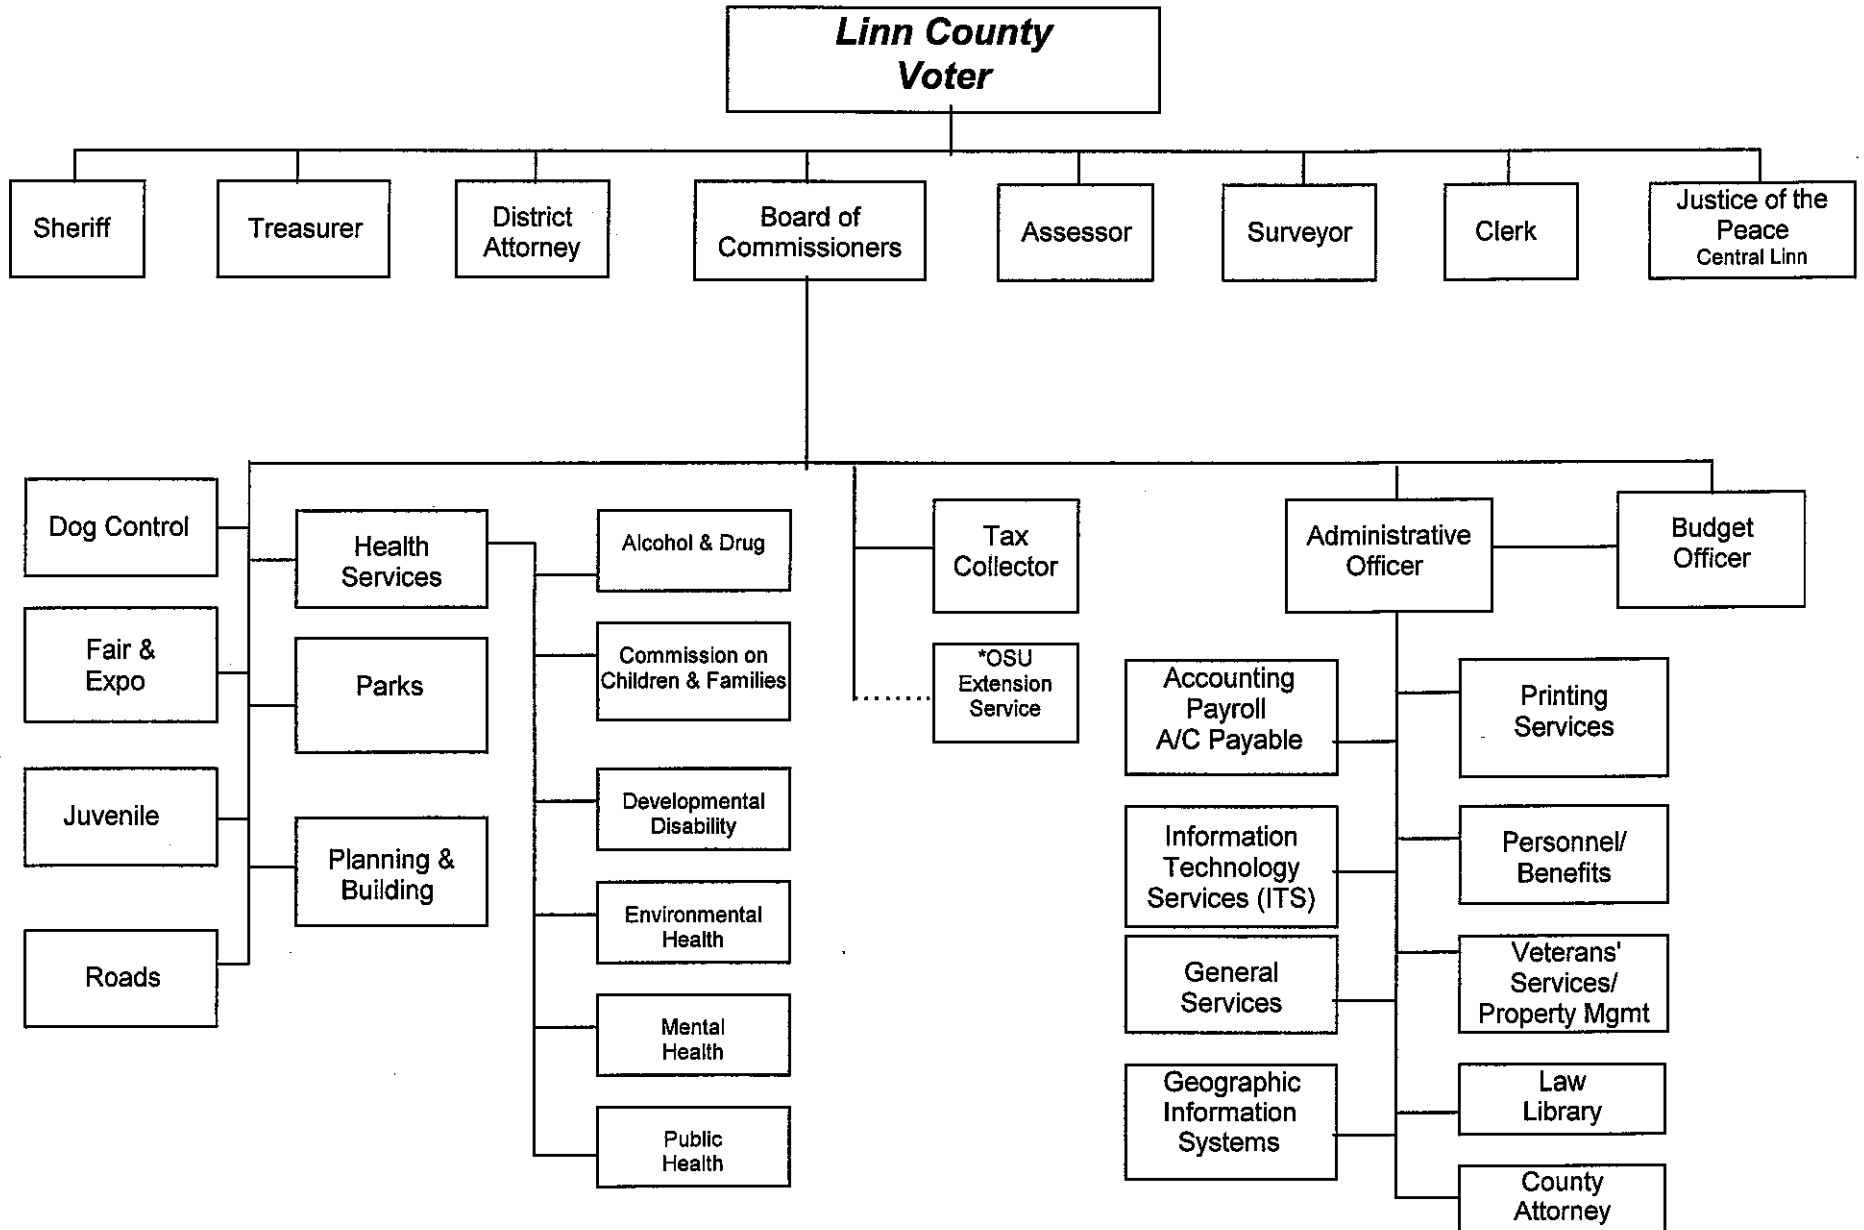 Linn County
Voter
Sheriff
Treasurer
District
Attorney
Board of
Commissioners
Assessor
Surveyor
Clerk
Justice of the
Peace
Central Linn
Dog Control
Fair &
Expo
Juvenile
Roads
Health
Services
Parks
Planning &
Building
Alcohol & Drug
Commission on
Children & Families
Developmental
Disability
Environmental
Health
Mental
Health
Public
Health
Tax
Collector
*OSU
Extension
Service
Administrative
Officer
Budget
Officer
Accounting
Payroll
A/C Payable
Information
Technology
Services (ITS)
General
Services
Geographic
Information
Systems
Printing
Services
Personnel/
Benefits
Veterans'
Services/
Property Mgmt
Law
Library
County
Attorney